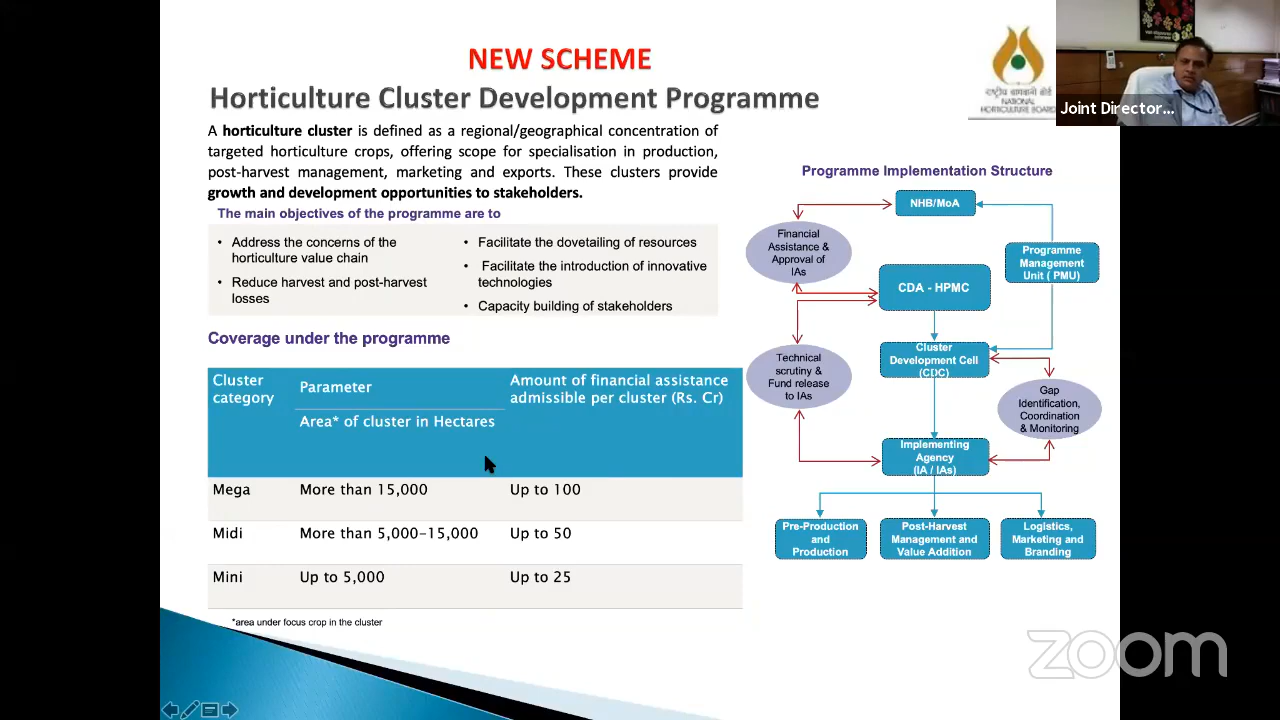 NEW SCHEME
Horticulture Cluster Development Programme
A horticulture cluster is defined as a regional/geographical concentration of
targeted horticulture crops, offering scope for specialisation in production,
post-harvest management, marketing and exports. These clusters provide
growth and development opportunities to stakeholders.
The main objectives of the programme are to
• Address the concerns of the
horticulture value chain
• Reduce harvest and post-harvest
losses
• Facilitate the dovetailing of resources
• Facilitate the introduction of innovative
technologies
• Capacity building of stakeholders
Coverage under the programme
Cluster
category
Parameter
Area* of cluster in Hectares
Amount of financial assistance
admissible per cluster (Rs. Cr)
Mega More than 15,000 Up to 100
Midi More than 5,000-15,000 Up to 50
Mini Up to 5,000 Up to 25
*area under focus crop in the cluster
राष्ट्रीय बागवानी बोर्ड
NATIONAL
HORTICULTURE BOARD
Joint Director...
Programme Implementation Structure
NHB/MoA
Financial
Assistance &
Approval of
IAs
Programme
Management
Unit ( PMU)
CDA - HPMC
Cluster
Development Cell
(CDC)
Technical
scrutiny &
Fund release
to IAs
Gap
Identification,
Coordination
& Monitoring
Implementing
Agency
(IA / IAs)
Pre-Production
and
Production
Post-Harvest
Management and
Value Addition
Logistics,
Marketing and
Branding
zoom